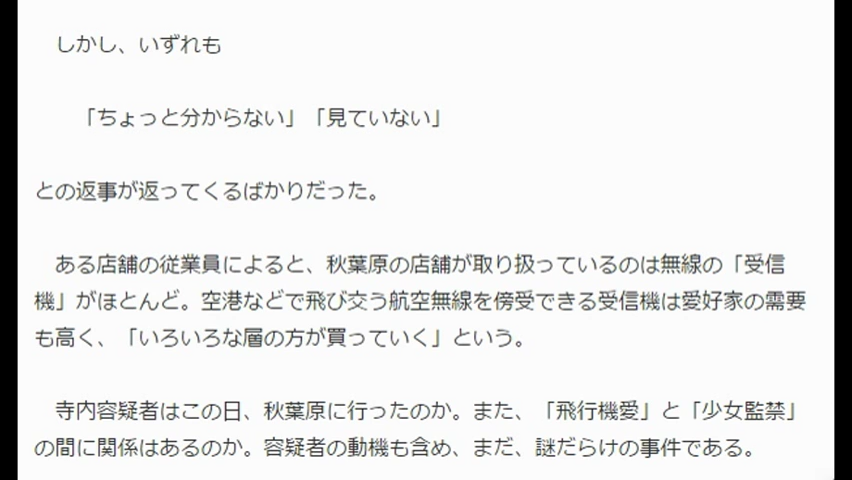 しかし、いずれも
「ちょっと分からない」「見ていない」
との返事が返ってくるばかりだった。
ある店舗の従業員によると、秋葉原の店舗が取り扱っているのは無線の「受信
機」がほとんど。空港などで飛び交う航空無線を傍受できる受信機は愛好家の需要
も高く、「いろいろな層の方が買っていく」という。
寺内容疑者はこの日、秋葉原に行ったのか。また、「飛行機愛」と「少女監禁」
の間に関係はあるのか。容疑者の動機も含め、まだ、謎だらけの事件である。